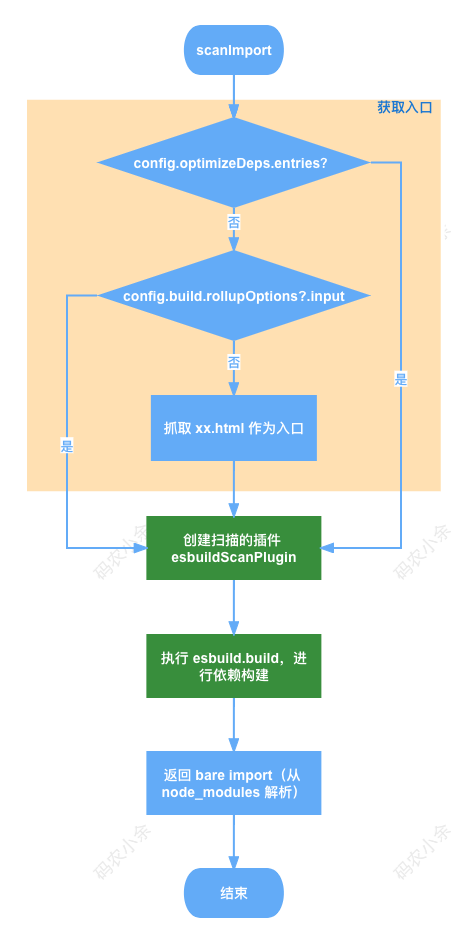 scanImport
获取入口
config.optimizeDeps.entries?
否
config.build.rollupOptions?.input
否
是
抓取 xx.html 作为入口
是
创建扫描的插件
esbuildScanPlugin
码农小余
码农小余
执行 esbuild.build，进
行依赖构建
返回 bare import（从
node_modules 解析）
码农小余
码农小余
结束